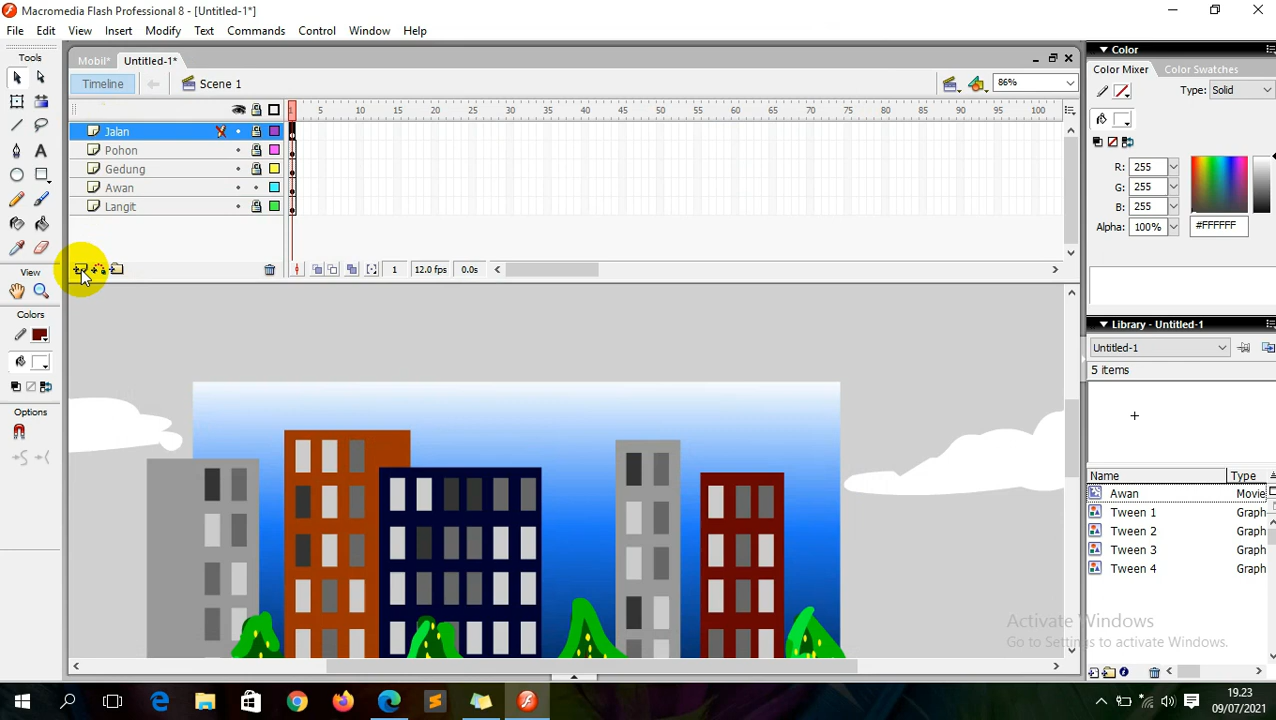 Macromedia Flash Professional 8 - [Untitled-1*]
File Edit View Insert Modify Text Commands Control Window Help
Tools
Mobil* Untitled-1*
Timeline Scene 1 86%
5 10 15 20 25 30 35 40 45 50 55 60 65 70 75 80 85 90 95 100
Jalan
Pohon
Gedung
Awan
Langit
1 12.0 fps 0.0s
View
Colors
Options
Color
Color Mixer Color Swatches
Type: Solid
R: 255
G: 255
B: 255
Alpha: 100% #FFFFFF
Library - Untitled-1
Untitled-1
5 items
Name Type
Awan Movie
Tween 1 Graph
Tween 2 Graph
Tween 3 Graph
Tween 4 Graph
Activate Windows
Go to Settings to activate Windows.
19.23
09/07/2021